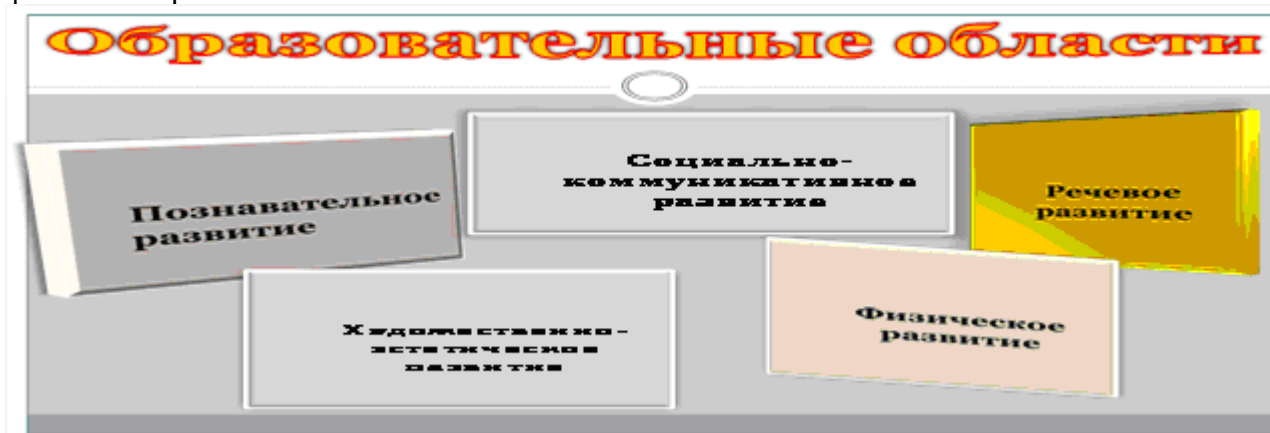 Образовательные области
Познавательное
развитие
Социально-
коммуникативное
развитие
Речевое
развитие
Художественно-
эстетическое
развитие
Физическое
развитие